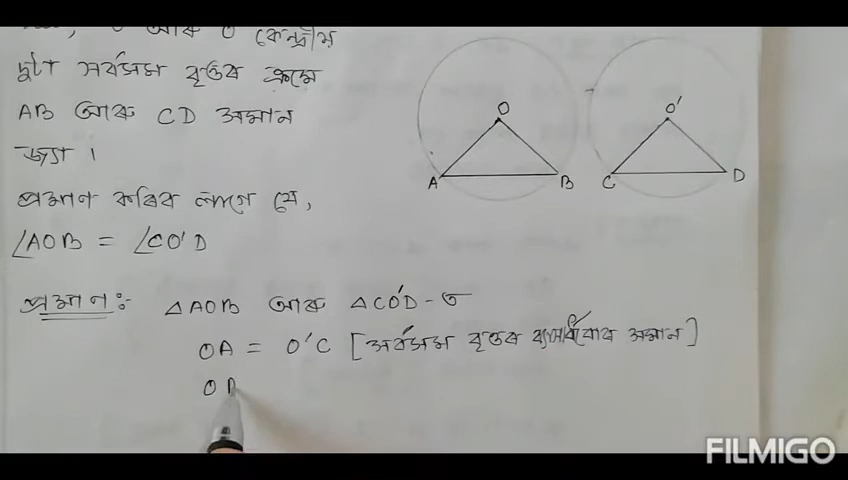 O আৰু O' কেন্দ্ৰীয়
দুটা সৰ্বসম বৃত্তৰ ক্ৰমে
AB আৰু CD সমান
জ্যা ।
প্ৰমাণ কৰিব লাগে যে,
∠AOB = ∠CO'D
O
O'
A
B
C
D
প্ৰমাণ :-
△AOB আৰু △CO'D-ত
OA = O'C [সৰ্বসম বৃত্তৰ ব্যাসাৰ্ধবোৰ সমান]
O
FILMIGO